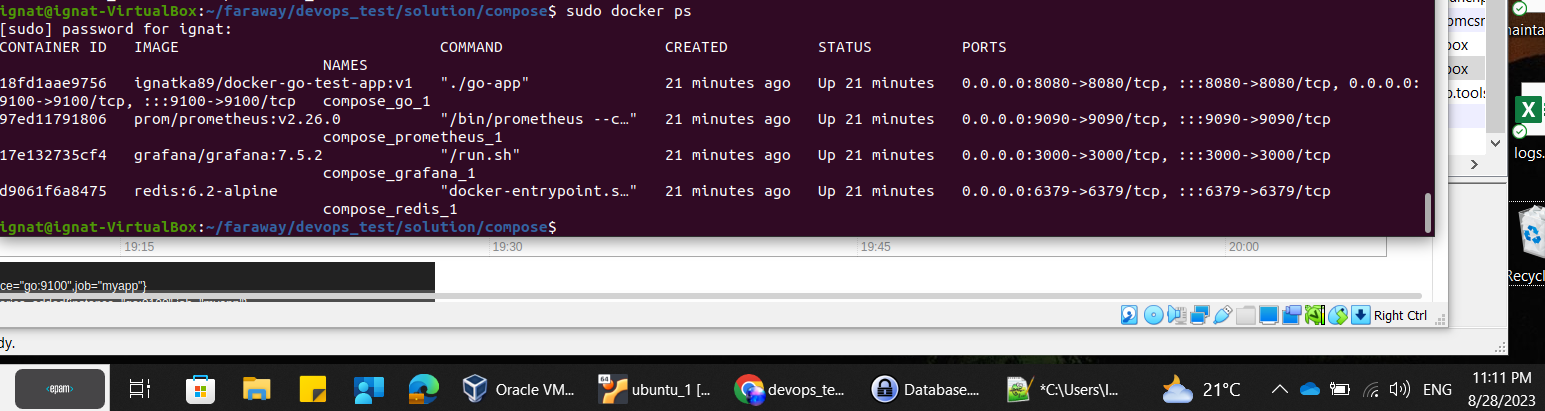 ignat@ignat-VirtualBox:~/faraway/devops_test/solution/compose$ sudo docker ps
[sudo] password for ignat:
CONTAINER ID   IMAGE   COMMAND   CREATED   STATUS   PORTS
NAMES
18fd1aae9756   ignatka89/docker-go-test-app:v1   "./go-app"   21 minutes ago   Up 21 minutes   0.0.0.0:8080->8080/tcp, :::8080->8080/tcp, 0.0.0.0:
9100->9100/tcp, :::9100->9100/tcp   compose_go_1
97ed11791806   prom/prometheus:v2.26.0   "/bin/prometheus --c…"   21 minutes ago   Up 21 minutes   0.0.0.0:9090->9090/tcp, :::9090->9090/tcp
compose_prometheus_1
17e132735cf4   grafana/grafana:7.5.2   "/run.sh"   21 minutes ago   Up 21 minutes   0.0.0.0:3000->3000/tcp, :::3000->3000/tcp
compose_grafana_1
d9061f6a8475   redis:6.2-alpine   "docker-entrypoint.s…"   21 minutes ago   Up 21 minutes   0.0.0.0:6379->6379/tcp, :::6379->6379/tcp
compose_redis_1
ignat@ignat-VirtualBox:~/faraway/devops_test/solution/compose$
19:15   19:30   19:45   20:00
ce="go:9100",job="myapp"}
Right Ctrl
dy.
omcsr
box
box
o.tools
ainta
logs.
Recycl
<epam>
Oracle VM...
64
ubuntu_1 [...
devops_te...
Database....
*C:\Users\I...
21°C
ENG
11:11 PM
8/28/2023